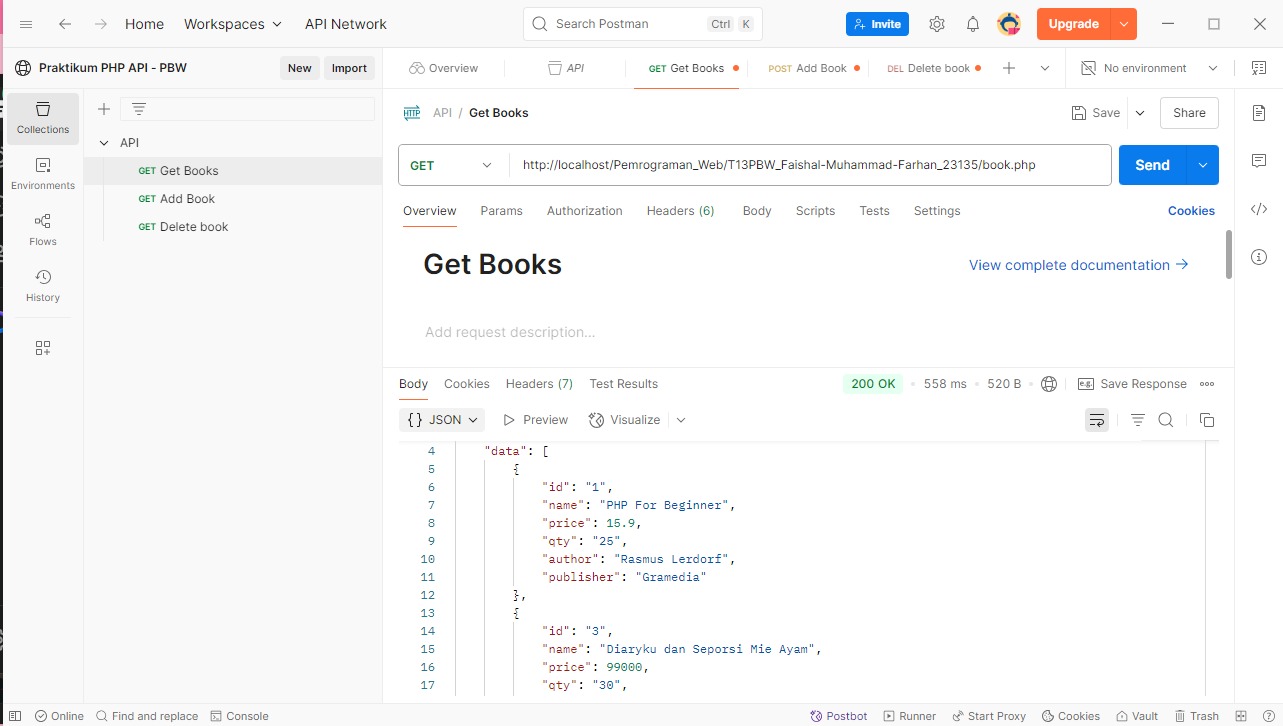 Home Workspaces API Network Search Postman Ctrl K Invite Upgrade
Praktikum PHP API - PBW New Import Overview API GET Get Books POST Add Book DEL Delete book No environment
Collections
Environments
Flows
History
API
GET Get Books
GET Add Book
GET Delete book
HTTP API / Get Books Save Share
GET http://localhost/Pemrograman_Web/T13PBW_Faishal-Muhammad-Farhan_23135/book.php Send
Overview Params Authorization Headers (6) Body Scripts Tests Settings Cookies
Get Books View complete documentation →
Add request description...
Body Cookies Headers (7) Test Results 200 OK • 558 ms • 520 B e.g. Save Response
{} JSON Preview Visualize
4 "data": [
5 {
6 "id": "1",
7 "name": "PHP For Beginner",
8 "price": 15.9,
9 "qty": "25",
10 "author": "Rasmus Lerdorf",
11 "publisher": "Gramedia"
12 },
13 {
14 "id": "3",
15 "name": "Diaryku dan Seporsi Mie Ayam",
16 "price": 99000,
17 "qty": "30",
Online Find and replace Console Postbot Runner Start Proxy Cookies Vault Trash